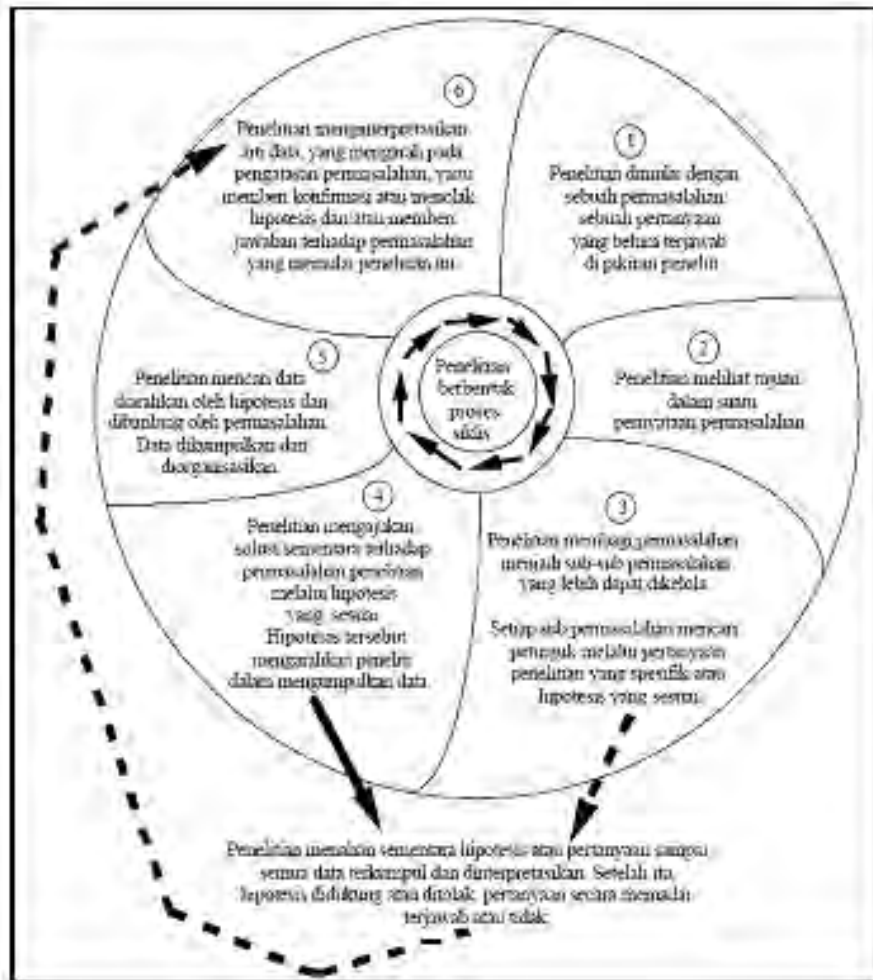 6
Penelitian menginterpretasikan
arti data, yang mengarah pada
pengatasan permasalahan, yaitu
memberi konfirmasi atau menolak
hipotesis dan atau memberi
jawaban terhadap permasalahan
yang memulai penelitian itu.
1
Penelitian dimulai dengan
sebuah permasalahan:
sebuah pertanyaan
yang belum terjawab
di pikiran peneliti
2
Penelitian melihat tujuan
dalam suatu
pernyataan permasalahan
3
Penelitian membagi permasalahan
menjadi sub-sub permasalahan
yang lebih dapat dikelola.
Setiap sub permasalahan mencari
petunjuk melalui pertanyaan
penelitian yang spesifik atau
hipotesis yang sesuai.
4
Penelitian mengajukan
solusi sementara terhadap
permasalahan penelitian
melalui hipotesis
yang sesuai
Hipotesis tersebut
mengarahkan peneliti
dalam mengumpulkan data.
5
Penelitian mencari data
diarahkan oleh hipotesis dan
dibimbing oleh permasalahan.
Data dikumpulkan dan
diorganisasikan.
Penelitian
berbentuk
proses
siklis
Penelitian menahan sementara hipotesis atau pertanyaan sampai
semua data terkumpul dan diinterpretasikan. Setelah itu,
hipotesis didukung atau ditolak, pertanyaan secara memadai
terjawab atau tidak.